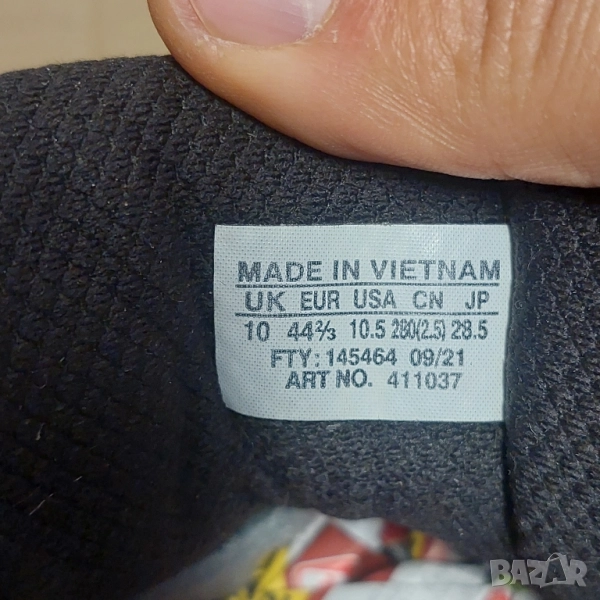 MADE IN VIETNAM
UK EUR USA CN JP
10 44⅔ 10.5 280(2.5) 28.5
FTY: 145464 09/21
ART NO. 411037
BAZAR